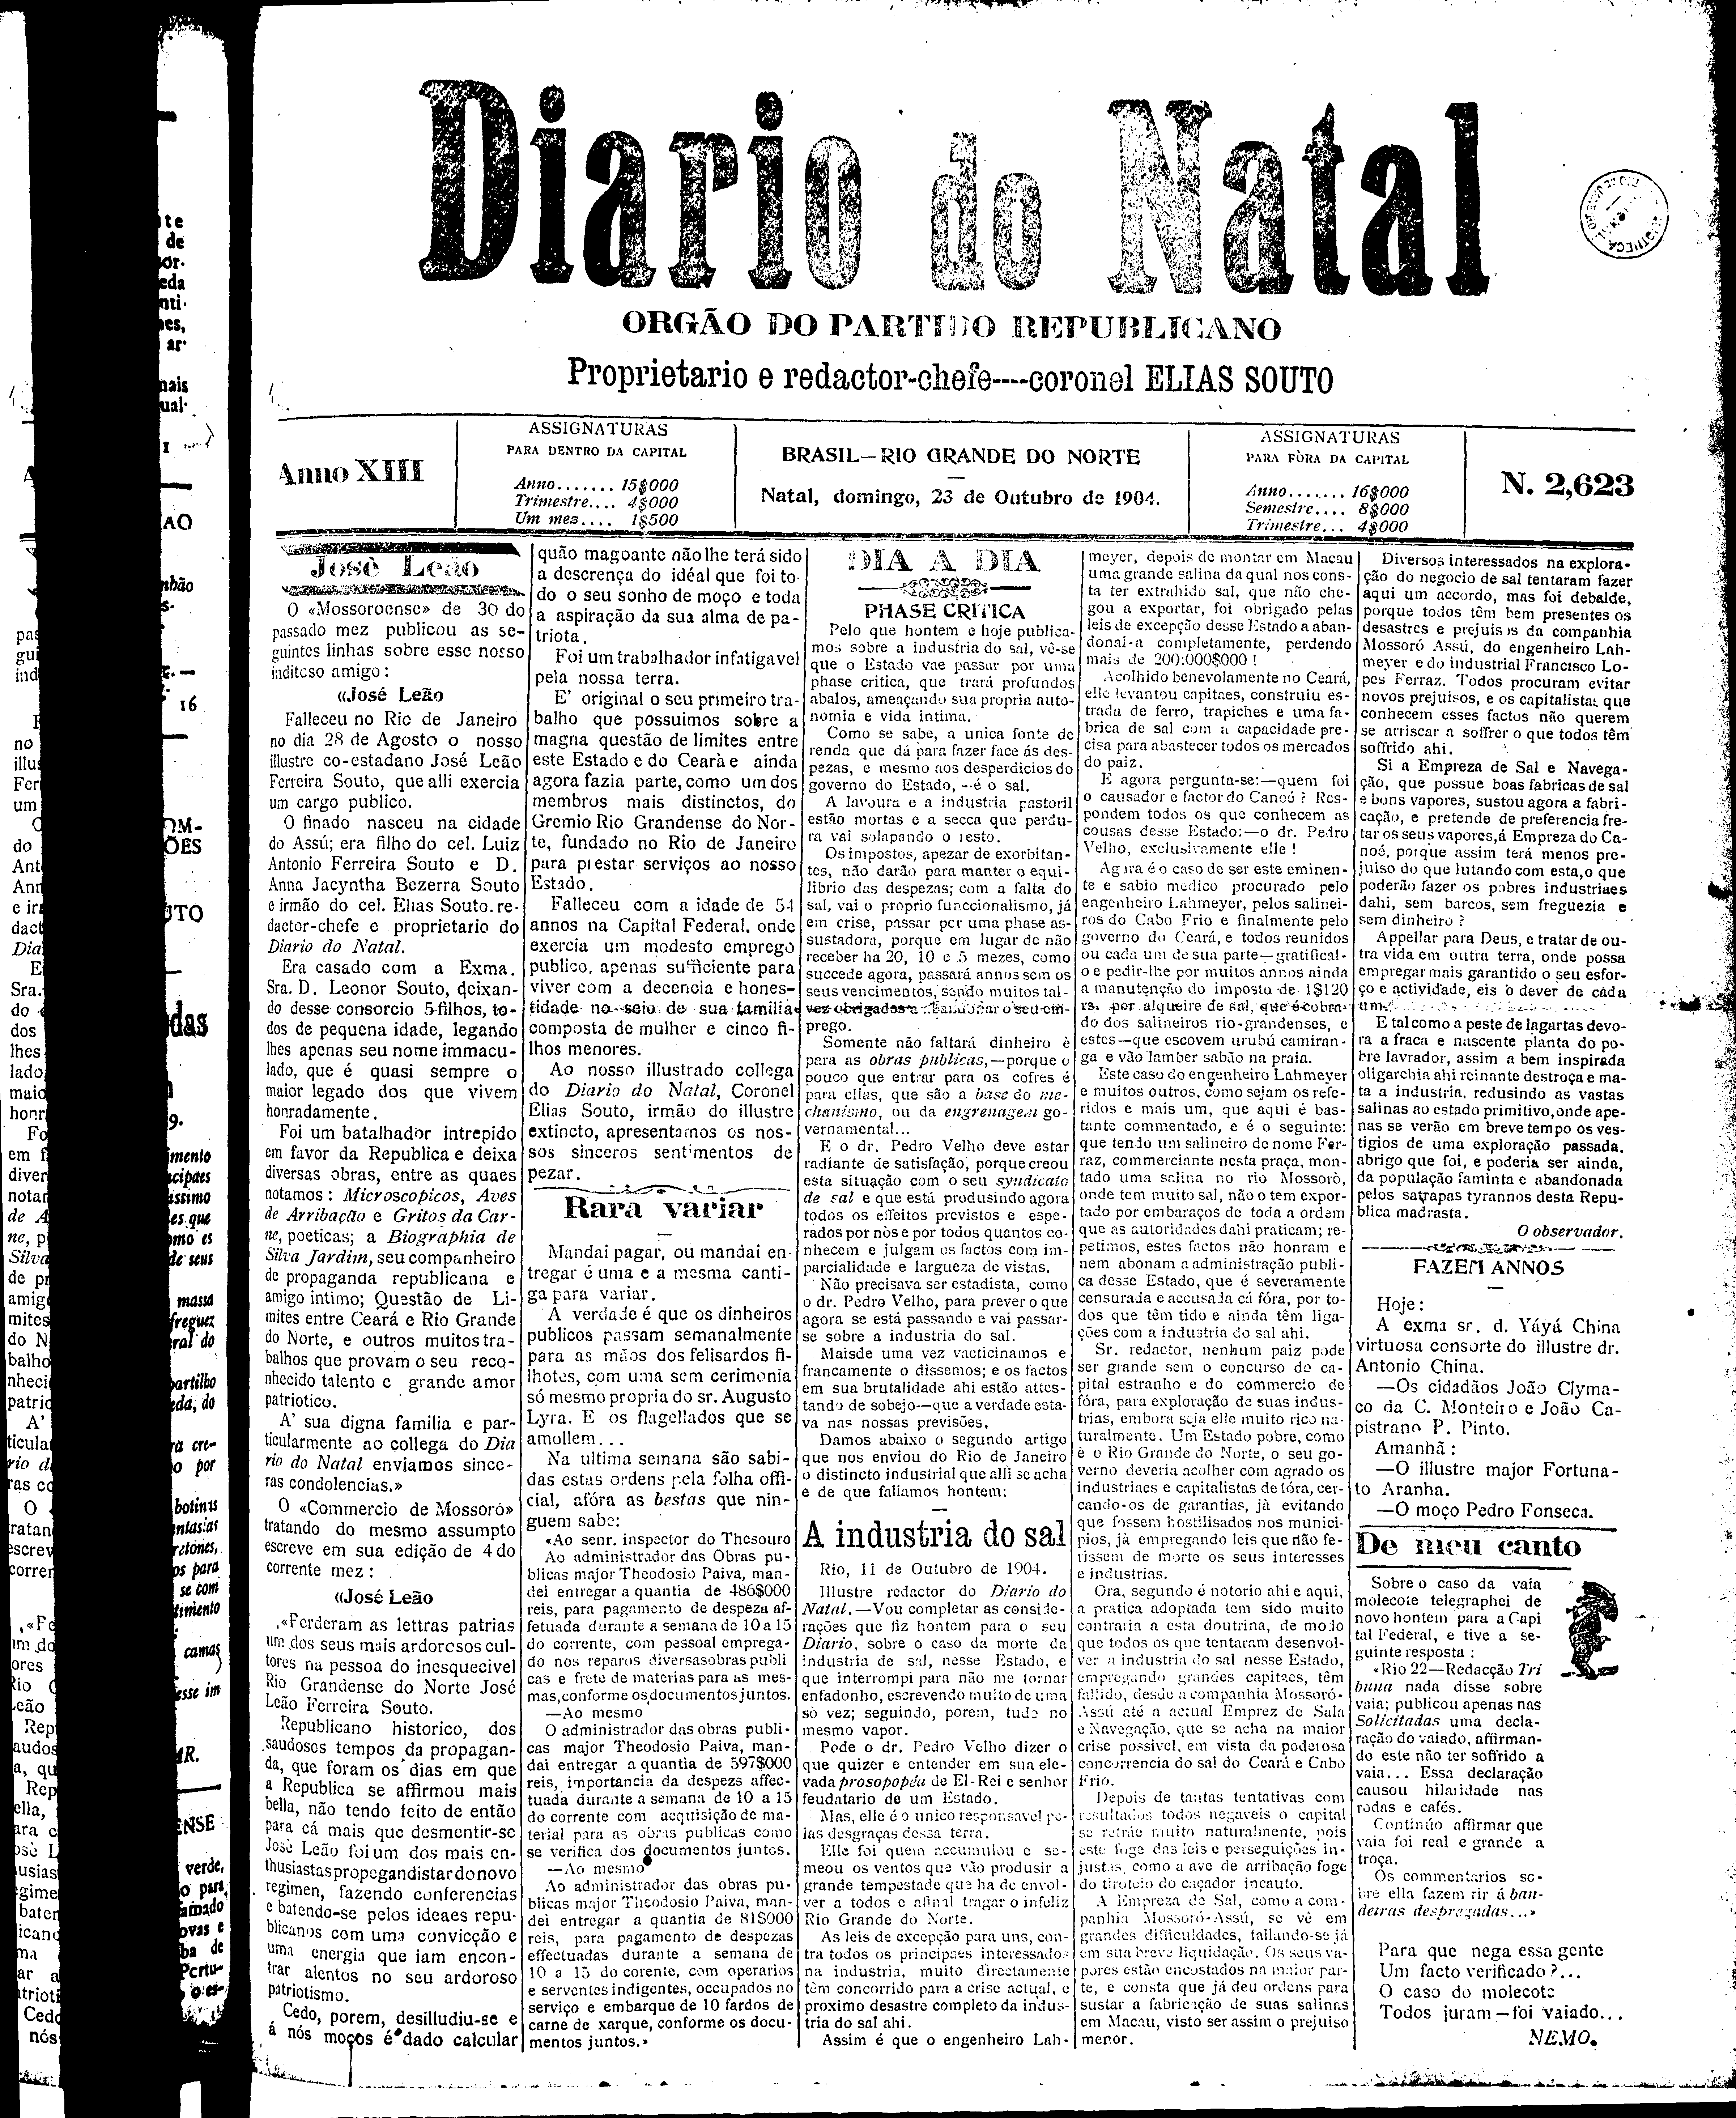 Diario do Natal
ORGÃO DO PARTIDO REPUBLICANO
Proprietario e redactor-chefe----coronel ELIAS SOUTO
Anno XIII
ASSIGNATURAS
PARA DENTRO DA CAPITAL
Anno....... 15$000
Trimestre.... 4$000
Um mez.... 1$500
BRASIL—RIO GRANDE DO NORTE
Natal, domingo, 23 de Outubro de 1904.
ASSIGNATURAS
PARA FÓRA DA CAPITAL
Anno....... 16$000
Semestre.... 8$000
Trimestre... 4$000
N. 2,623
Josè Leão
O «Mossoroense» de 30 do
passado mez publicou as se-
guintes linhas sobre esse nosso
inditoso amigo:
«José Leão
Falleceu no Rio de Janeiro
no dia 28 de Agosto o nosso
illustre co-estadano José Leão
Ferreira Souto, que alli exercia
um cargo publico.
O finado nasceu na cidade
do Assú; era filho do cel. Luiz
Antonio Ferreira Souto e D.
Anna Jacyntha Bezerra Souto
e irmão do cel. Elias Souto. re-
dactor-chefe e proprietario do
Diario do Natal.
Era casado com a Exma.
Sra. D. Leonor Souto, deixan-
do desse consorcio 5 filhos, to-
dos de pequena idade, legando
lhes apenas seu nome immacu-
lado, que é quasi sempre o
maior legado dos que vivem
honradamente.
Foi um batalhador intrepido
em favor da Republica e deixa
diversas obras, entre as quaes
notamos: Microscopicos, Aves
de Arribação e Gritos da Car-
ne, poeticas; a Biographia de
Silva Jardim, seu companheiro
de propaganda republicana e
amigo intimo; Questão de Li-
mites entre Ceará e Rio Grande
do Norte, e outros muitos tra-
balhos que provam o seu reco-
nhecido talento e grande amor
patriotico.
A' sua digna familia e par-
ticularmente ao collega do Dia
rio do Natal enviamos since-
ras condolencias.»
O «Commercio de Mossoró»
tratando do mesmo assumpto
escreve em sua edição de 4 do
corrente mez:
«José Leão
«Perderam as lettras patrias
um dos seus mais ardorosos cul-
tores na pessoa do inesquecivel
Rio Grandense do Norte José
Leão Ferreira Souto.
Republicano historico, dos
saudosos tempos da propagan-
da, que foram os dias em que
a Republica se affirmou mais
bella, não tendo feito de então
para cá mais que desmentir-se
Josè Leão foi um dos mais en-
thusiastas propegandistar do novo
regimen, fazendo conferencias
e batendo-se pelos ideaes repu-
blicanos com uma convicção e
uma energia que iam encon-
trar alentos no seu ardoroso
patriotismo.
Cedo, porem, desilludiu-se e
á nós moços é dado calcular
quão magoante não lhe terá sido
a descrença do idéal que foi to-
do o seu sonho de moço e toda
a aspiração da sua alma de pa-
triota.
Foi um trabalhador infatigavel
pela nossa terra.
E' original o seu primeiro tra-
balho que possuimos sobre a
magna questão de limites entre
este Estado e do Ceará e ainda
agora fazia parte, como um dos
membros mais distinctos, do
Gremio Rio Grandense do Nor-
te, fundado no Rio de Janeiro
para prestar serviços ao nosso
Estado.
Falleceu com a idade de 54
annos na Capital Federal, onde
exercia um modesto emprego
publico, apenas sufficiente para
viver com a decencia e hones-
tidade no seio de sua familia
composta de mulher e cinco fi-
lhos menores.
Ao nosso illustrado collega
do Diario do Natal, Coronel
Elias Souto, irmão do illustre
extincto, apresentamos os nos-
sos sinceros sentimentos de
pezar.
Rara variar
Mandai pagar, ou mandai en-
tregar é uma e a mesma canti-
ga para variar.
A verdade é que os dinheiros
publicos passam semanalmente
para as mãos dos felisardos fi-
lhotes, com uma sem cerimonia
só mesmo propria do sr. Augusto
Lyra. E os flagellados que se
amollem...
Na ultima semana são sabi-
das estas ordens pela folha offi-
cial, afóra as bestas que nin-
guem sabe:
«Ao senr. inspector do Thesouro
Ao administrador das Obras pu-
blicas major Theodosio Paiva, man-
dei entregar a quantia de 486$000
reis, para pagamento de despeza af-
fetuada durante a semana de 10 a 15
do corrente, com pessoal emprega-
do nos reparos diversasobras publi
cas e frete de materias para as mes-
mas, conforme os documentos juntos.
—Ao mesmo
O administrador das obras publi-
cas major Theodosio Paiva, man-
dai entregar a quantia de 597$000
reis, importancia da despezs affec-
tuada durante a semana de 10 a 15
do corrente com acquisição de ma-
terial para as obras publicas como
se verifica dos documentos juntos.
—Ao mesmo
Ao administrador das obras pu-
blicas major Theodosio Paiva, man-
dei entregar a quantia de 81$000
reis, para pagamento de despezas
effectuadas durante a semana de
10 a 15 do corente, com operarios
e serventes indigentes, occupados no
serviço e embarque de 10 fardos de
carne de xarque, conforme os docu-
mentos juntos.»
DIA A DIA
PHASE CRITICA
Pelo que hontem e hoje publica-
mos sobre a industria do sal, vê-se
que o Estado vae passar por uma
phase critica, que trará profundos
abalos, ameaçando sua propria auto-
nomia e vida intima.
Como se sabe, a unica fonte de
renda que dá para fazer face ás des-
pezas, e mesmo aos desperdicios do
governo do Estado, —é o sal.
A lavoura e a industria pastoril
estão mortas e a secca que perdu-
ra vai solapando o resto.
Os impostos, apezar de exorbitan-
tes, não darão para manter o equi-
librio das despezas; com a falta do
sal, vai o proprio funccionalismo, já
em crise, passar por uma phase as-
sustadora, porque em lugar de não
receber ha 20, 10 e 5 mezes, como
succede agora, passará annos sem os
seus vencimentos, sendo muitos tal-
vez obrigados a abandonar o seu em-
prego.
Somente não faltará dinheiro è
para as obras publicas,—porque o
pouco que entrar para os cofres é
para ellas, que são a base do me-
chanismo, ou da engrenagem go-
vernamental...
E o dr. Pedro Velho deve estar
radiante de satisfação, porque creou
esta situação com o seu syndicato
de sal e que está produsindo agora
todos os effeitos previstos e espe-
rados por nòs e por todos quantos co-
nhecem e julgam os factos com im-
parcialidade e largueza de vistas.
Não precisava ser estadista, como
o dr. Pedro Velho, para prever o que
agora se está passando e vai passar-
se sobre a industria do sal.
Maisde uma vez vacticinamos e
francamente o dissemos; e os factos
em sua brutalidade ahi estão attes-
tando de sobejo—que a verdade esta-
va nas nossas previsões.
Damos abaixo o segundo artigo
que nos enviou do Rio de Janeiro
o distincto industrial que alli se acha
e de que fallamos hontem:
A industria do sal
Rio, 11 de Outubro de 1904.
Illustre redactor do Diario do
Natal.—Vou completar as conside-
rações que fiz hontem para o seu
Diario, sobre o caso da morte da
industria de sal, nesse Estado, e
que interrompi para não me tornar
enfadonho, escrevendo muito de uma
só vez; seguindo, porem, tudo no
mesmo vapor.
Pode o dr. Pedro Velho dizer o
que quizer e entender em sua ele-
vada prosopopéa de El-Rei e senhor
feudatario de um Estado.
Mas, elle é o unico responsavel pe-
las desgraças dessa terra.
Elle foi quem accumulou e se-
meou os ventos que vão produsir a
grande tempestade que ha de envol-
ver a todos e afinal tragar o infeliz
Rio Grande do Norte.
As leis de excepção para uns, con-
tra todos os principaes interessados
na industria, muito directamente
têm concorrido para a crise actual, e
proximo desastre completo da indus-
tria do sal ahi.
Assim é que o engenheiro Lah-
meyer, depois de montar em Macau
uma grande salina da qual nos cons-
ta ter extrahido sal, que não che-
gou a exportar, foi obrigado pelas
leis de excepção desse Estado a aban-
donai-a completamente, perdendo
mais de 200:000$000!
Acolhido benevolamente no Ceará,
elle levantou capitaes, construiu es-
trada de ferro, trapiches e uma fa-
brica de sal com a capacidade pre-
cisa para abastecer todos os mercados
do paiz.
E agora pergunta-se:—quem foi
o causador e factor do Canoé? Res-
pondem todos os que conhecem as
cousas desse Estado:—o dr. Pedro
Velho, exclusivamente elle!
Agora é o caso de ser este eminen-
te e sabio medico procurado pelo
engenheiro Lahmeyer, pelos salinei-
ros do Cabo Frio e finalmente pelo
governo do Ceará, e todos reunidos
ou cada um de sua parte—gratifical-
o e pedir-lhe por muitos annos ainda
a manutenção do imposto de 1$120
rs. por alqueire de sal, que é cobra-
do dos salineiros rio-grandenses, e
estes—que escovem urubú camiran-
ga e vão lamber sabão na praia.
Este caso do engenheiro Lahmeyer
e muitos outros, como sejam os refe-
ridos e mais um, que aqui é bas-
tante commentado, e é o seguinte:
que tendo um salineiro de nome Fer-
raz, commerciante nesta praça, mon-
tado uma salina no rio Mossorò,
onde tem muito sal, não o tem expor-
tado por embaraços de toda a ordem
que as autoridades dahi praticam; re-
petimos, estes factos não honram e
nem abonam a administração publi-
ca desse Estado, que é severamente
censurada e accusada cá fóra, por to-
dos que têm tido e ainda têm liga-
ções com a industria do sal ahi.
Sr. redactor, nenhum paiz pode
ser grande sem o concurso de ca-
pital estranho e do commercio de
fóra, para exploração de suas indus-
trias, embora seja elle muito rico na-
turalmente. Um Estado pobre, como
è o Rio Grande do Norte, o seu go-
verno deveria acolher com agrado os
industriaes e capitalistas de fóra, cer-
cando-os de garantias, já evitando
que fossem hostilisados nos munici-
pios, já empregando leis que não fe-
rissem de morte os seus interesses
e industrias.
Ora, segundo é notorio ahi e aqui,
a pratica adoptada tem sido muito
contraria a esta doutrina, de modo
que todos os que tentaram desenvol-
ver a industria do sal nesse Estado,
empregando grandes capitaes, têm
fallido, desde a companhia Mossoró-
Assú até a actual Emprez de Sala
e Navegação, que se acha na maior
crise possivel, em vista da poderosa
concorrencia do sal do Ceará e Cabo
Frio.
Depois de tantas tentativas com
resultados todos negaveis o capital
se retráe muito naturalmente, pois
este foge das leis e perseguições in-
justas, como a ave de arribação foge
do tiroteio do caçador incauto.
A Empreza de Sal, como a com-
panhia Mossoró-Assú, se vê em
grandes difficuldades, fallando-se já
em sua breve liquidação. Os seus va-
pores estão encostados na maior par-
te, e consta que já deu ordens para
sustar a fabricação de suas salinas
em Macau, visto ser assim o prejuiso
menor.
Diversos interessados na explora-
ção do negocio de sal tentaram fazer
aqui um accordo, mas foi debalde,
porque todos têm bem presentes os
desastres e prejuisos da companhia
Mossoró Assú, do engenheiro Lah-
meyer e do industrial Francisco Lo-
pes Ferraz. Todos procuram evitar
novos prejuisos, e os capitalistas que
conhecem esses factos não querem
se arriscar a soffrer o que todos têm
soffrido ahi.
Si a Empreza de Sal e Navega-
ção, que possue boas fabricas de sal
e bons vapores, sustou agora a fabri-
cação, e pretende de preferencia fre-
tar os seus vapores, á Empreza do Ca-
noé, porque assim terá menos pre-
juiso do que lutando com esta, o que
poderão fazer os pobres industriaes
dahi, sem barcos, sem freguezia e
sem dinheiro?
Appellar para Deus, e tratar de ou-
tra vida em outra terra, onde possa
empregar mais garantido o seu esfor-
ço e actividade, eis o dever de cada
um.
E tal como a peste de lagartas devo-
ra a fraca e nascente planta do po-
bre lavrador, assim a bem inspirada
oligarchia ahi reinante destroça e ma-
ta a industria, redusindo as vastas
salinas ao estado primitivo, onde ape-
nas se verão em breve tempo os ves-
tigios de uma exploração passada,
abrigo que foi, e poderia ser ainda,
da população faminta e abandonada
pelos satrapas tyrannos desta Repu-
blica madrasta.
O observador.
FAZEM ANNOS
Hoje:
A exma sr. d. Yáyá China
virtuosa consorte do illustre dr.
Antonio China.
—Os cidadãos João Clyma-
co da C. Monteiro e João Ca-
pistrano P. Pinto.
Amanhã:
—O illustre major Fortuna-
to Aranha.
—O moço Pedro Fonseca.
De meu canto
Sobre o caso da vaia
molecote telegraphei de
novo hontem para a Capi
tal Federal, e tive a se-
guinte resposta:
«Rio 22—Redacção Tri
buna nada disse sobre
vaia; publicou apenas nas
Solicitadas uma decla-
ração do vaiado, affirman-
do este não ter soffrido a
vaia... Essa declaração
causou hilaridade nas
rodas e cafés.
Continúo affirmar que
vaia foi real e grande a
troça.
Os commentarios so-
bre ella fazem rir á ban-
deiras despregadas...»
Para que nega essa gente
Um facto verificado?...
O caso do molecote
Todos juram—foi vaiado...
NEMO.